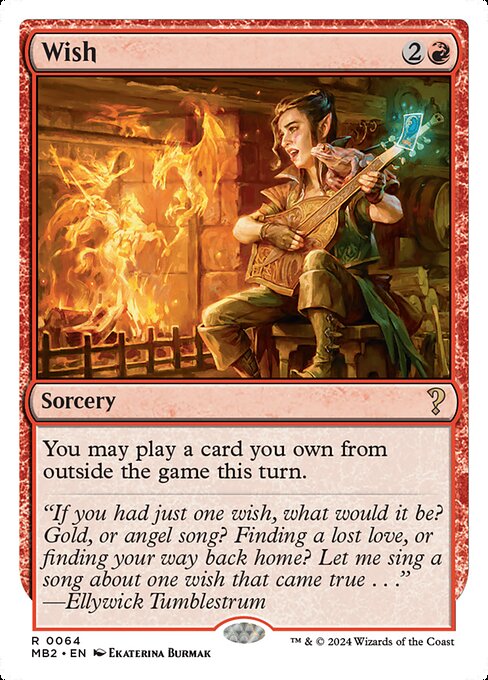 Wish 2
Sorcery
You may play a card you own from
outside the game this turn.
“If you had just one wish, what would it be?
Gold, or angel song? Finding a lost love, or
finding your way back home? Let me sing a
song about one wish that came true . . .”
—Ellywick Tumblestrum
R 0064
MB2 • EN Ekaterina Burmak
™ & © 2024 Wizards of the Coast